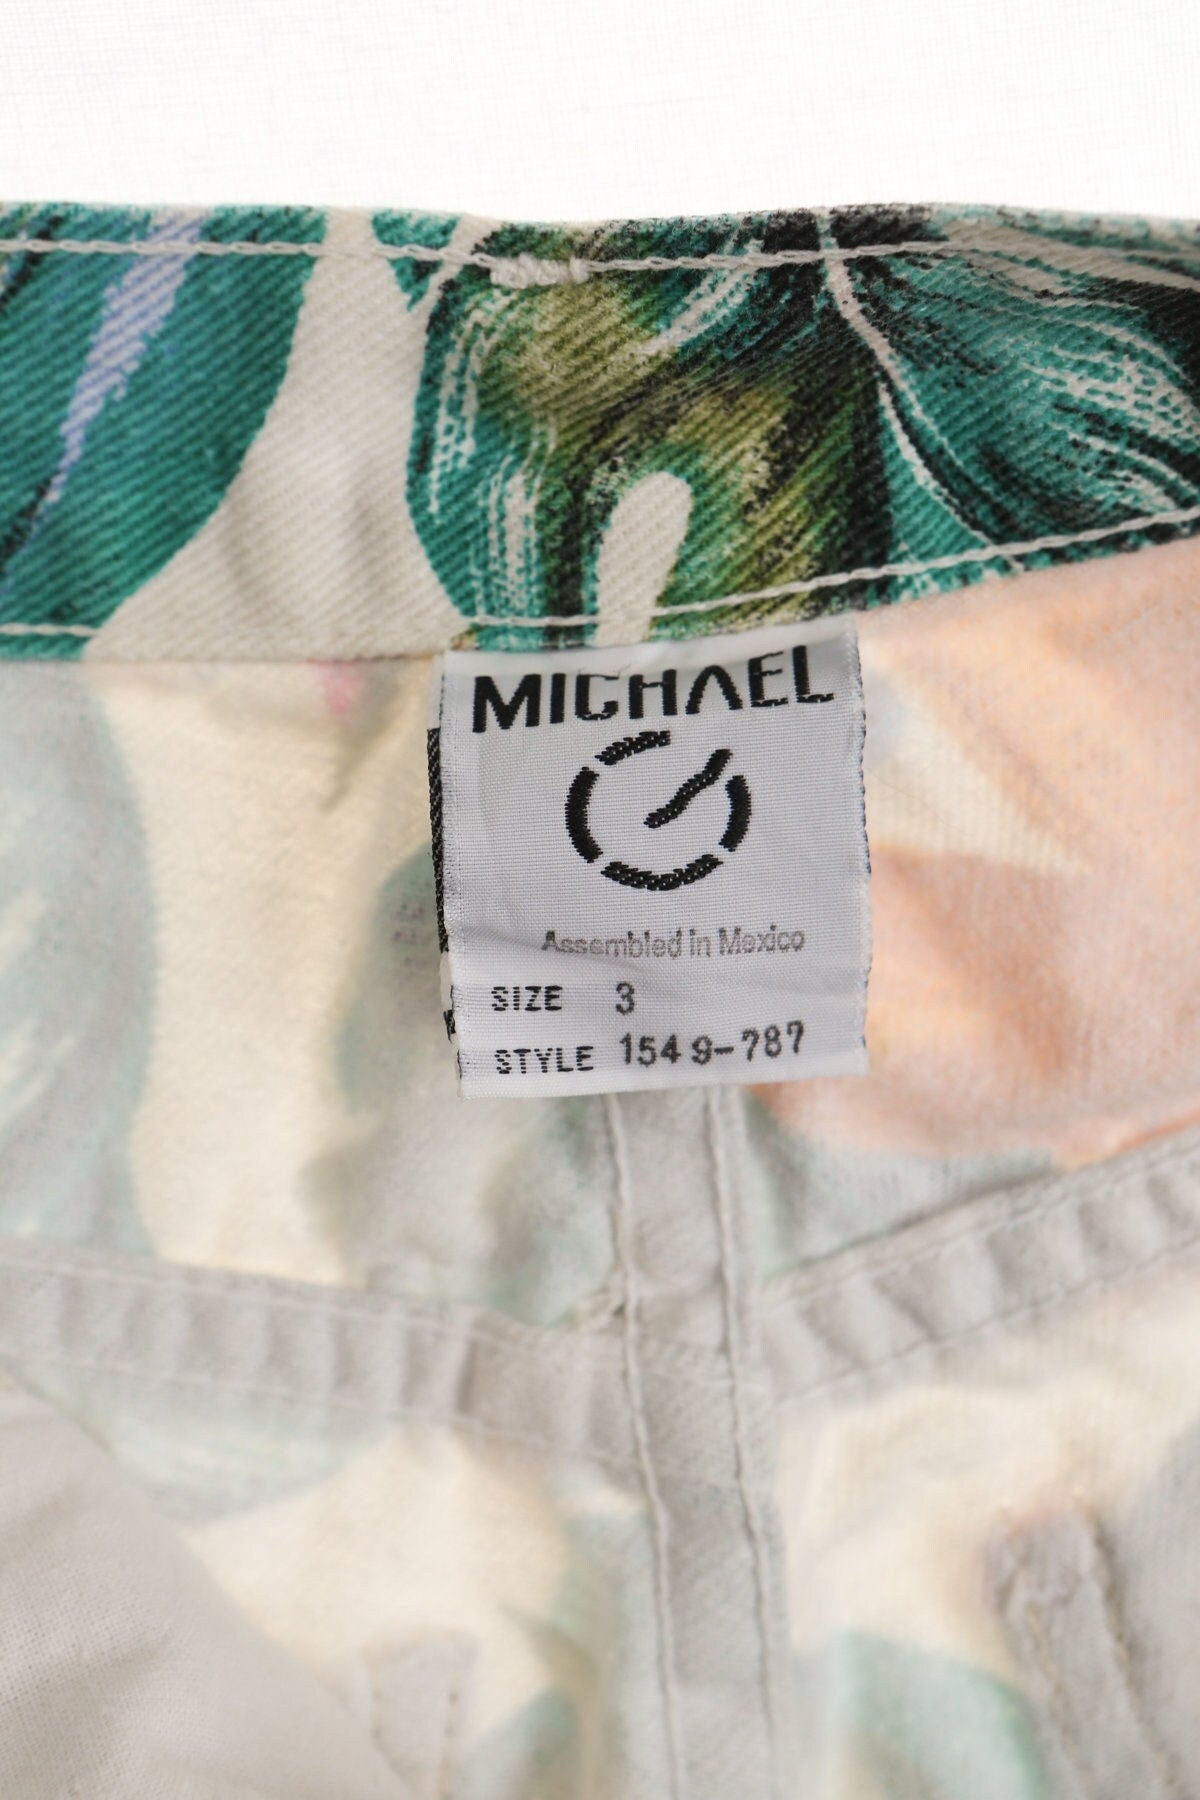 MICHAEL
G
Assembled in Mexico
SIZE 3
STYLE 1549-787